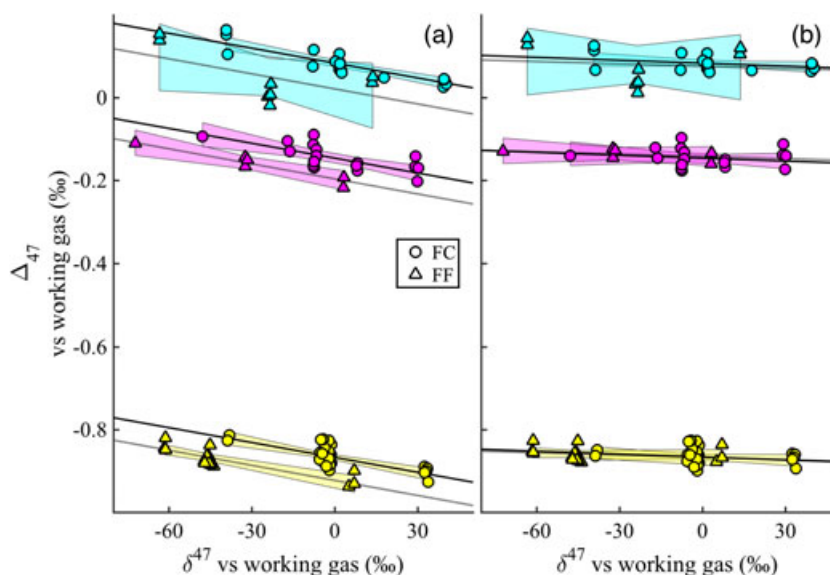 (a)
(b)
0
-0.2
-0.4
-0.6
-0.8
Δ47
vs working gas (‰)
FC
FF
-60
-30
0
30
-60
-30
0
30
δ47 vs working gas (‰)
δ47 vs working gas (‰)